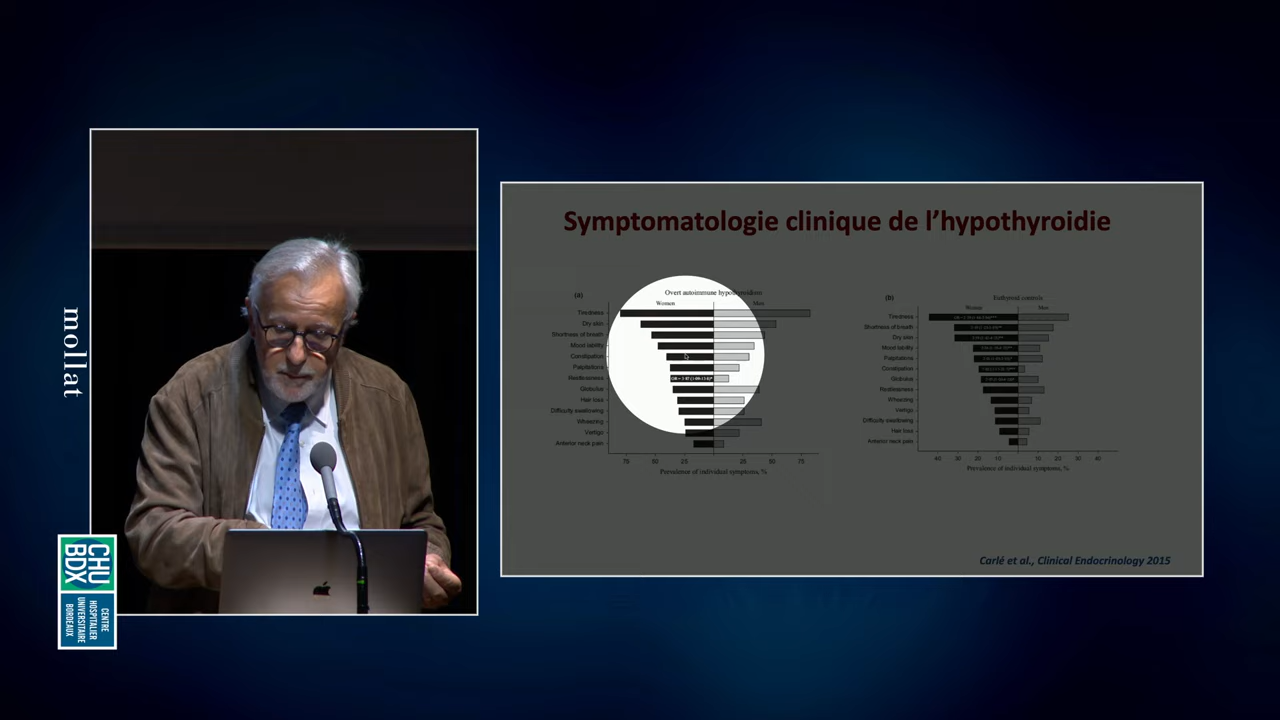 molat
CHU
BDX
CENTRE
HOSPITALIER
UNIVERSITAIRE
BORDEAUX
Symptomatologie clinique de l’hypothyroidie
(a)
Overt autoimmune hypothyroidism
Women Men
Tiredness
Dry skin
Shortness of breath
Mood lability
Constipation
Palpitations
Restlessness
Globulus
Hair loss
Difficulty swallowing
Wheezing
Vertigo
Anterior neck pain
75 50 25 25 50 75
Prevalence of individual symptoms, %
(b)
Euthyroid controls
Women Men
Tiredness
Shortness of breath
Dry skin
Mood lability
Palpitations
Constipation
Globulus
Restlessness
Wheezing
Vertigo
Difficulty swallowing
Hair loss
Anterior neck pain
40 30 20 10 10 20 30 40
Prevalence of individual symptoms, %
Carlé et al., Clinical Endocrinology 2015